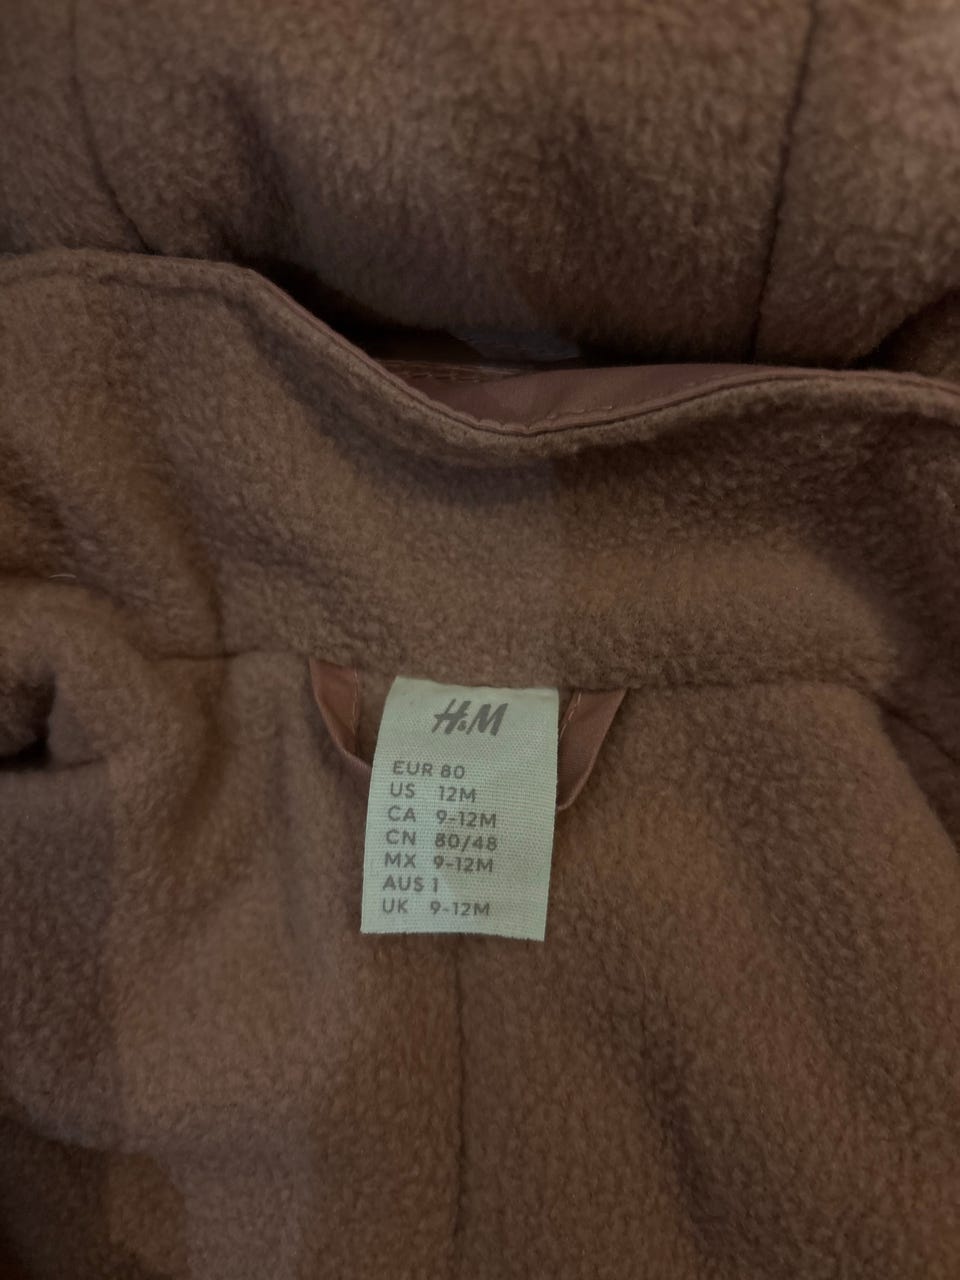 H&M
EUR 80
US 12M
CA 9-12M
CN 80/48
MX 9-12M
AUS 1
UK 9-12M